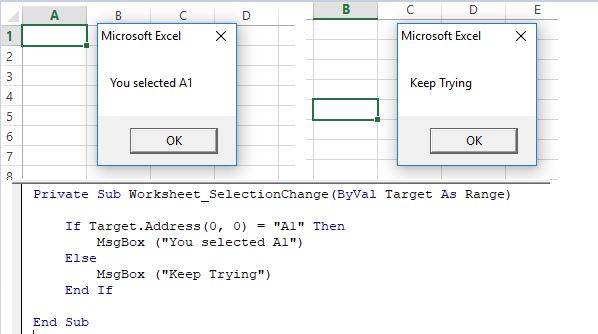 A B C D
1
2
3
4
5
6
7
8
Microsoft Excel
You selected A1
OK
B C D E
Microsoft Excel
Keep Trying
OK
Private Sub Worksheet_SelectionChange(ByVal Target As Range)
If Target.Address(0, 0) = "A1" Then
MsgBox ("You selected A1")
Else
MsgBox ("Keep Trying")
End If
End Sub